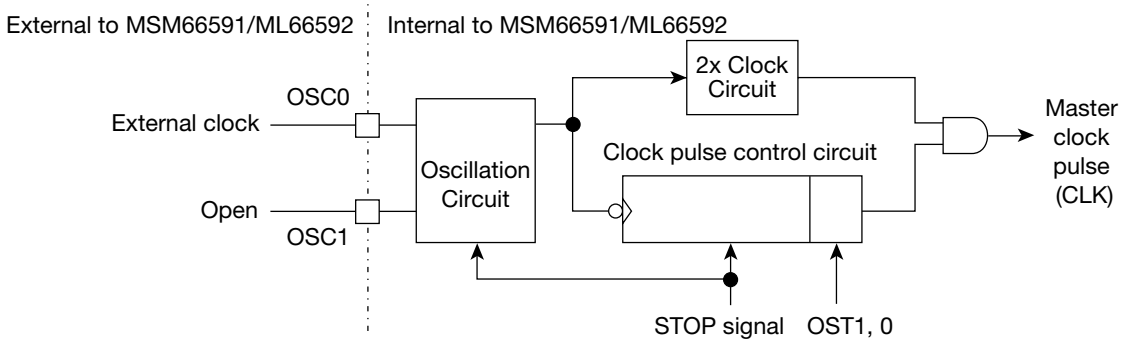 External to MSM66591/ML66592
Internal to MSM66591/ML66592
2x Clock
Circuit
OSC0
External clock
Master
clock
pulse
(CLK)
Clock pulse control circuit
Oscillation
Circuit
Open
OSC1
STOP signal
OST1, 0